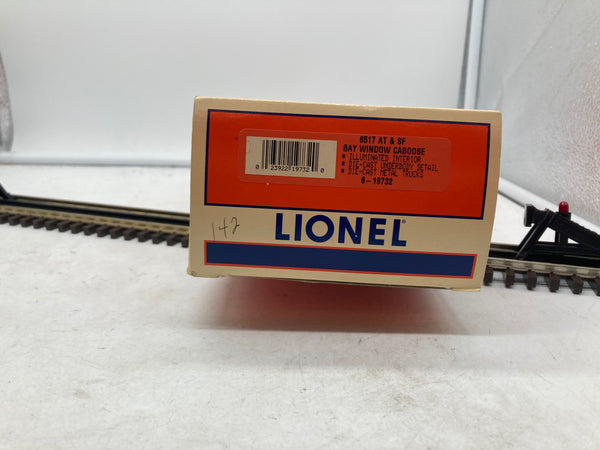 6517 AT & SF
BAY WINDOW CABOOSE
ILLUMINATED INTERIOR
DIE-CAST UNDERBODY DETAIL
DIE-CAST METAL TRUCKS
6-19732
0 23922 19732 0
142
LIONEL